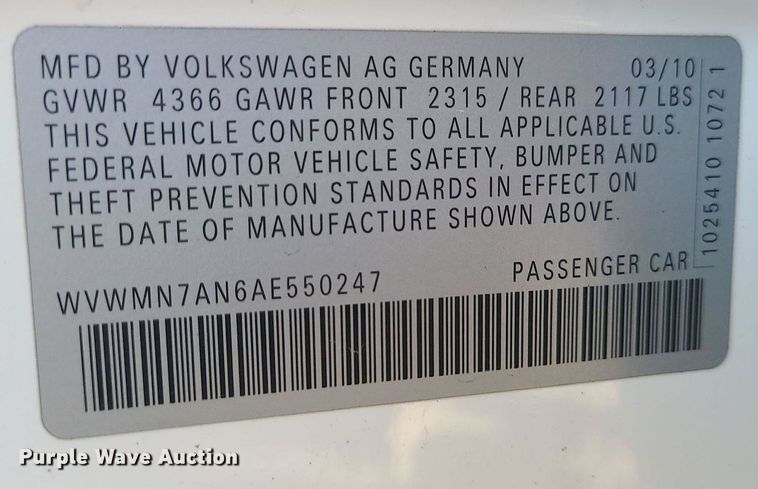 MFD BY VOLKSWAGEN AG GERMANY 03/10
GVWR 4366 GAWR FRONT 2315 / REAR 2117 LBS
THIS VEHICLE CONFORMS TO ALL APPLICABLE U.S.
FEDERAL MOTOR VEHICLE SAFETY, BUMPER AND
THEFT PREVENTION STANDARDS IN EFFECT ON
THE DATE OF MANUFACTURE SHOWN ABOVE.
WVWMN7AN6AE550247 PASSENGER CAR
1025410 1072 1
Purple Wave Auction